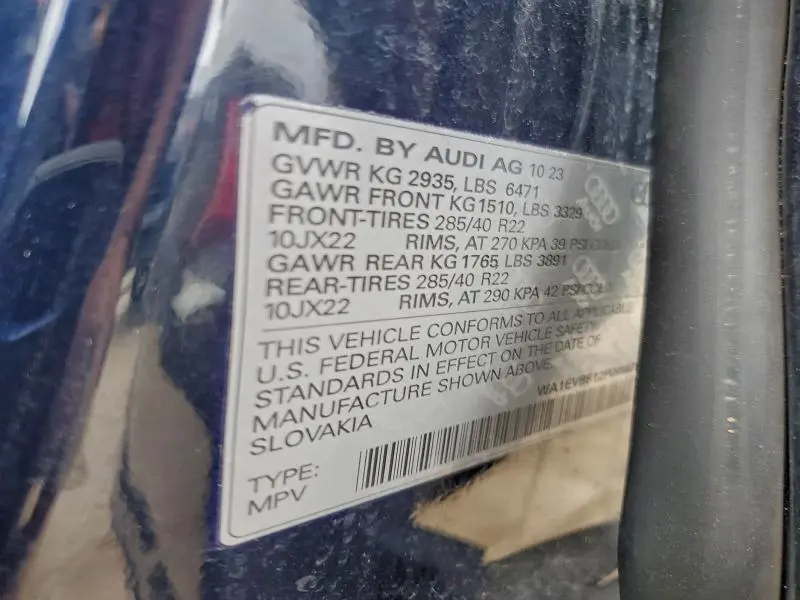 MFD. BY AUDI AG 10 23
GVWR KG 2935, LBS 6471
GAWR FRONT KG1510, LBS 3329
FRONT-TIRES 285/40 R22
10JX22 RIMS, AT 270 KPA 39 PSI COLD
GAWR REAR KG 1765 LBS 3891
REAR-TIRES 285/40 R22
10JX22 RIMS, AT 290 KPA 42 PSI COLD
THIS VEHICLE CONFORMS TO ALL APPLICABLE
U.S. FEDERAL MOTOR VEHICLE SAFETY
STANDARDS IN EFFECT ON THE DATE OF
MANUFACTURE SHOWN ABOVE.
SLOVAKIA
TYPE:
MPV